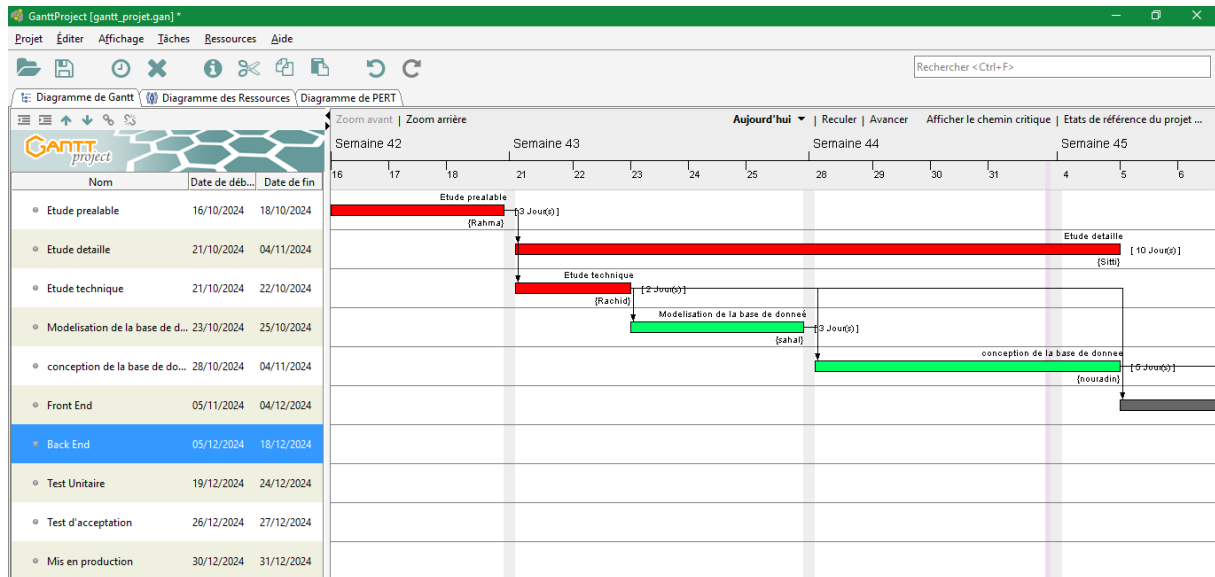 GanttProject [gantt_projet.gan] *
Projet Éditer Affichage Tâches Ressources Aide
Rechercher <Ctrl+F>
Diagramme de Gantt Diagramme des Ressources Diagramme de PERT
Zoom avant | Zoom arrière Aujourd'hui | Reculer | Avancer Afficher le chemin critique | Etats de référence du projet ...
GANTT project
Semaine 42 Semaine 43 Semaine 44 Semaine 45
Nom Date de déb... Date de fin
16 17 18 21 22 23 24 25 28 29 30 31 4 5 6
Etude prealable 16/10/2024 18/10/2024
Etude prealable
[ 3 Jour(s) ]
{Rahma}
Etude detaille 21/10/2024 04/11/2024
Etude detaille
[ 10 Jour(s) ]
{Sitti}
Etude technique 21/10/2024 22/10/2024
Etude technique
[ 2 Jour(s) ]
{Rachid}
Modelisation de la base de d... 23/10/2024 25/10/2024
Modelisation de la base de donneé
[ 3 Jour(s) ]
{sahal}
conception de la base de do... 28/10/2024 04/11/2024
conception de la base de donnee
[ 5 Jour(s) ]
{nouradin}
Front End 05/11/2024 04/12/2024
Back End 05/12/2024 18/12/2024
Test Unitaire 19/12/2024 24/12/2024
Test d'acceptation 26/12/2024 27/12/2024
Mis en production 30/12/2024 31/12/2024